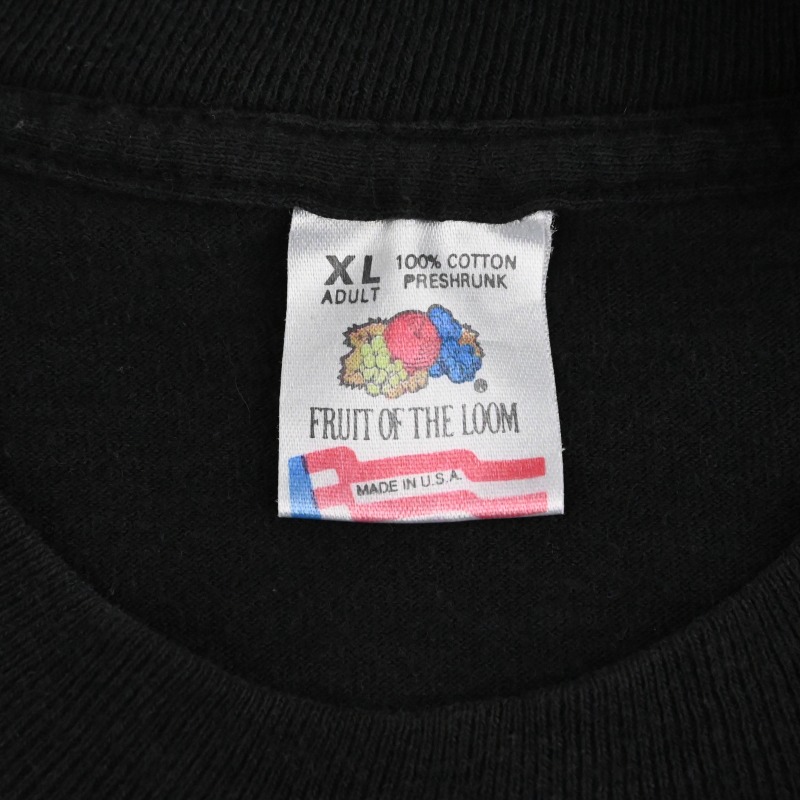 XL 100% COTTON
ADULT PRESHRUNK
®
FRUIT OF THE LOOM
MADE IN U.S.A.